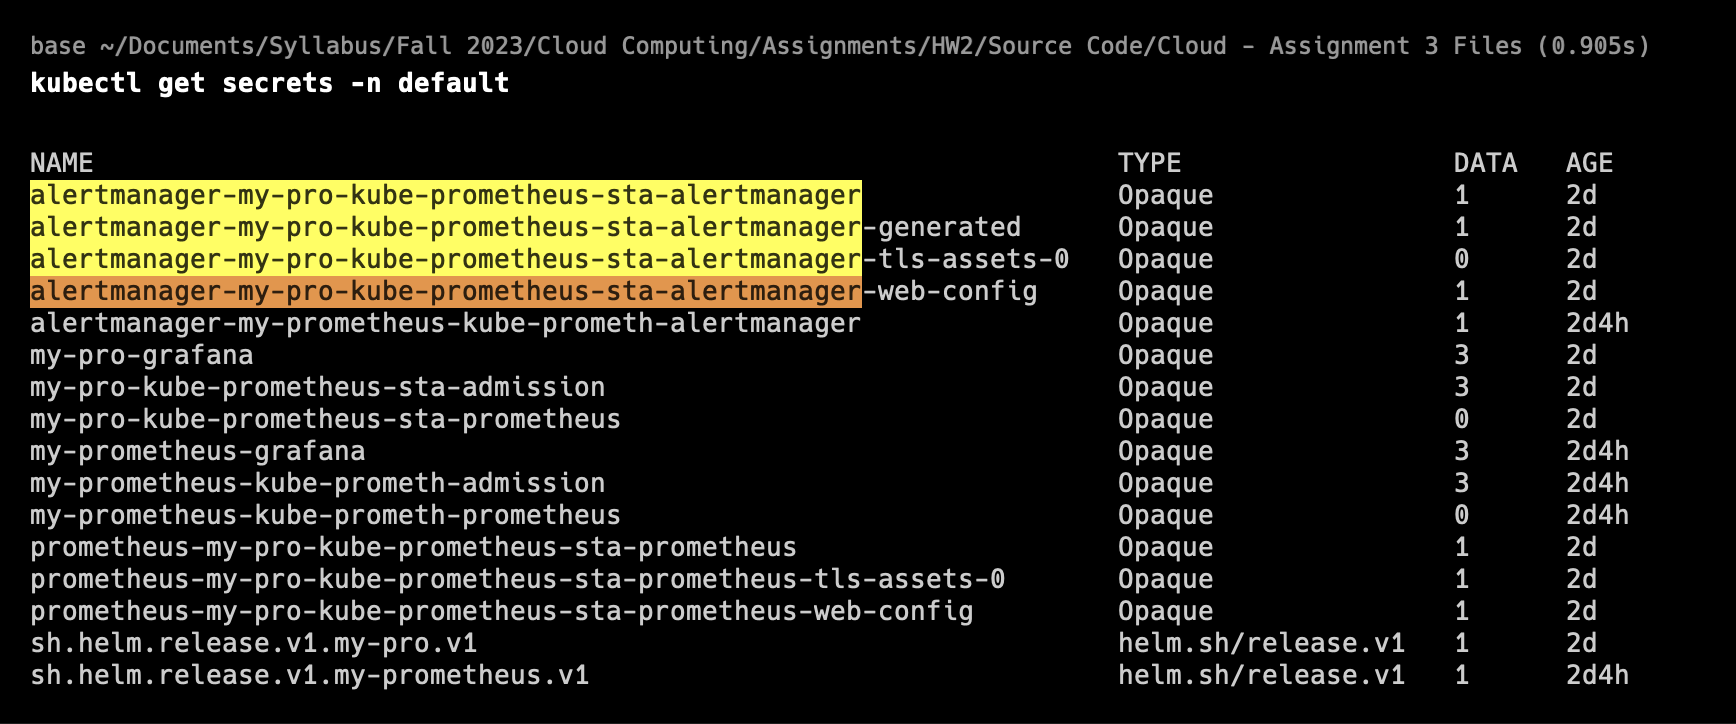 base ~/Documents/Syllabus/Fall 2023/Cloud Computing/Assignments/HW2/Source Code/Cloud - Assignment 3 Files (0.905s)
kubectl get secrets -n default
NAME TYPE DATA AGE
alertmanager-my-pro-kube-prometheus-sta-alertmanager Opaque 1 2d
alertmanager-my-pro-kube-prometheus-sta-alertmanager-generated Opaque 1 2d
alertmanager-my-pro-kube-prometheus-sta-alertmanager-tls-assets-0 Opaque 0 2d
alertmanager-my-pro-kube-prometheus-sta-alertmanager-web-config Opaque 1 2d
alertmanager-my-prometheus-kube-prometh-alertmanager Opaque 1 2d4h
my-pro-grafana Opaque 3 2d
my-pro-kube-prometheus-sta-admission Opaque 3 2d
my-pro-kube-prometheus-sta-prometheus Opaque 0 2d
my-prometheus-grafana Opaque 3 2d4h
my-prometheus-kube-prometh-admission Opaque 3 2d4h
my-prometheus-kube-prometh-prometheus Opaque 0 2d4h
prometheus-my-pro-kube-prometheus-sta-prometheus Opaque 1 2d
prometheus-my-pro-kube-prometheus-sta-prometheus-tls-assets-0 Opaque 1 2d
prometheus-my-pro-kube-prometheus-sta-prometheus-web-config Opaque 1 2d
sh.helm.release.v1.my-pro.v1 helm.sh/release.v1 1 2d
sh.helm.release.v1.my-prometheus.v1 helm.sh/release.v1 1 2d4h